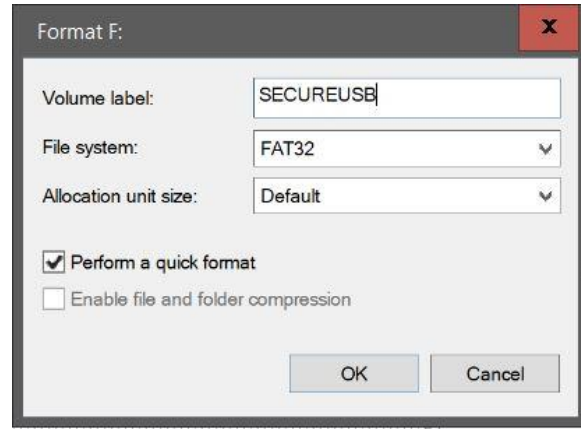 Format F:
x
Volume label: SECUREUSB
File system: FAT32
Allocation unit size: Default
Perform a quick format
Enable file and folder compression
OK Cancel